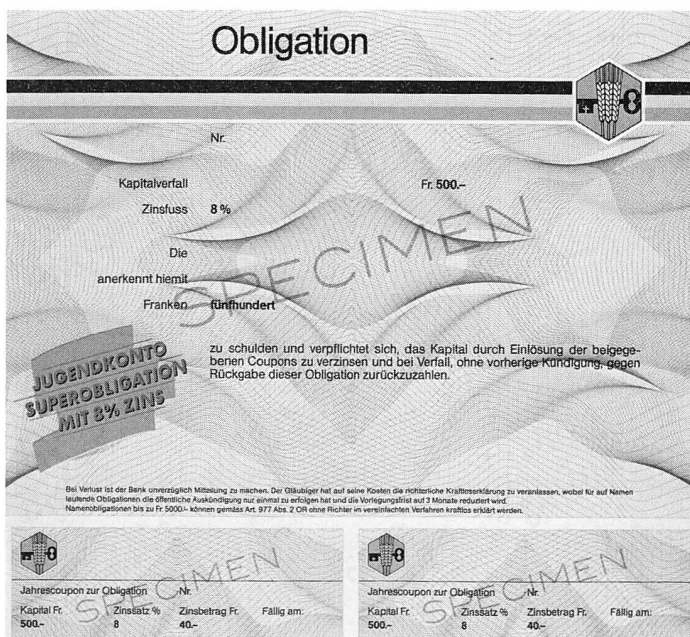 Obligation
Nr.
Kapitalverfall Fr. 500.–
Zinsfuss 8 %
SPECIMEN
Die
anerkennt hiemit
Franken fünfhundert
zu schulden und verpflichtet sich, das Kapital durch Einlösung der beigege-
benen Coupons zu verzinsen und bei Verfall, ohne vorherige Kündigung, gegen
Rückgabe dieser Obligation zurückzuzahlen.
JUGENDKONTO
SUPEROBLIGATION
MIT 8% ZINS
Bei Verlust ist der Bank unverzüglich Mitteilung zu machen. Der Gläubiger hat auf seine Kosten die richterliche Kraftloserklärung zu veranlassen, wobei für auf Namen
lautende Obligationen die öffentliche Auskündigung nur einmal zu erfolgen hat und die Vorlegungsfrist auf 3 Monate reduziert wird.
Namenobligationen bis zu Fr. 5000.– können gemäss Art. 977 Abs. 2 OR ohne Richter im vereinfachten Verfahren kraftlos erklärt werden.
SPECIMEN
Jahrescoupon zur Obligation Nr.
Kapital Fr. Zinssatz % Zinsbetrag Fr. Fällig am:
500.– 8 40.–
SPECIMEN
Jahrescoupon zur Obligation Nr.
Kapital Fr. Zinssatz % Zinsbetrag Fr. Fällig am:
500.– 8 40.–